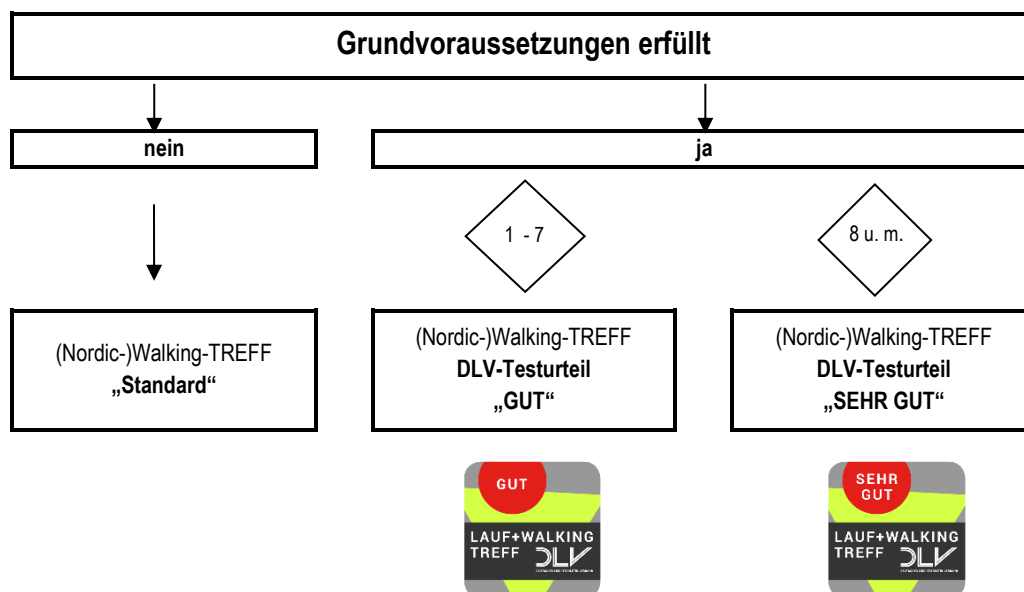 Grundvoraussetzungen erfüllt
nein
ja
1 - 7
8 u. m.
(Nordic-)Walking-TREFF
„Standard“
(Nordic-)Walking-TREFF
DLV-Testurteil
„GUT“
(Nordic-)Walking-TREFF
DLV-Testurteil
„SEHR GUT“
GUT
LAUF+WALKING
TREFF DLV
SEHR
GUT
LAUF+WALKING
TREFF DLV